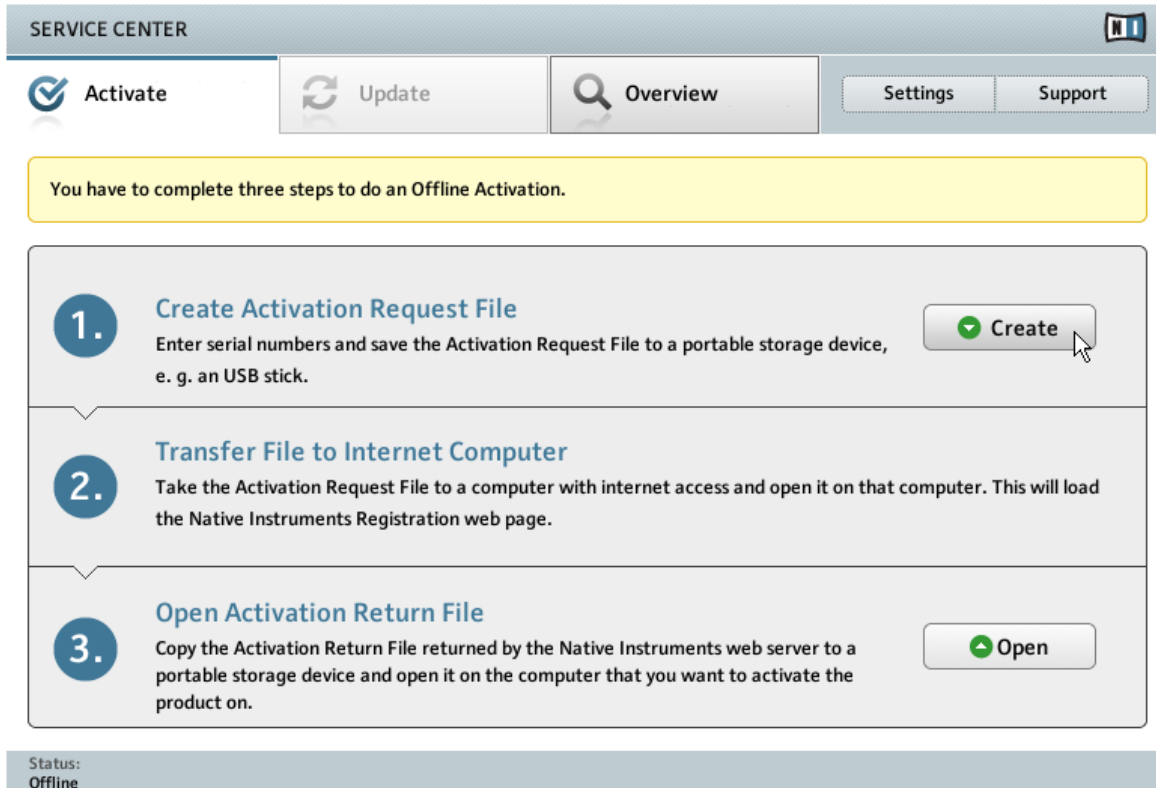 SERVICE CENTER
NI
Activate
Update
Overview
Settings
Support
You have to complete three steps to do an Offline Activation.
1.
Create Activation Request File
Enter serial numbers and save the Activation Request File to a portable storage device,
e. g. an USB stick.
Create
2.
Transfer File to Internet Computer
Take the Activation Request File to a computer with internet access and open it on that computer. This will load
the Native Instruments Registration web page.
3.
Open Activation Return File
Copy the Activation Return File returned by the Native Instruments web server to a
portable storage device and open it on the computer that you want to activate the
product on.
Open
Status:
Offline